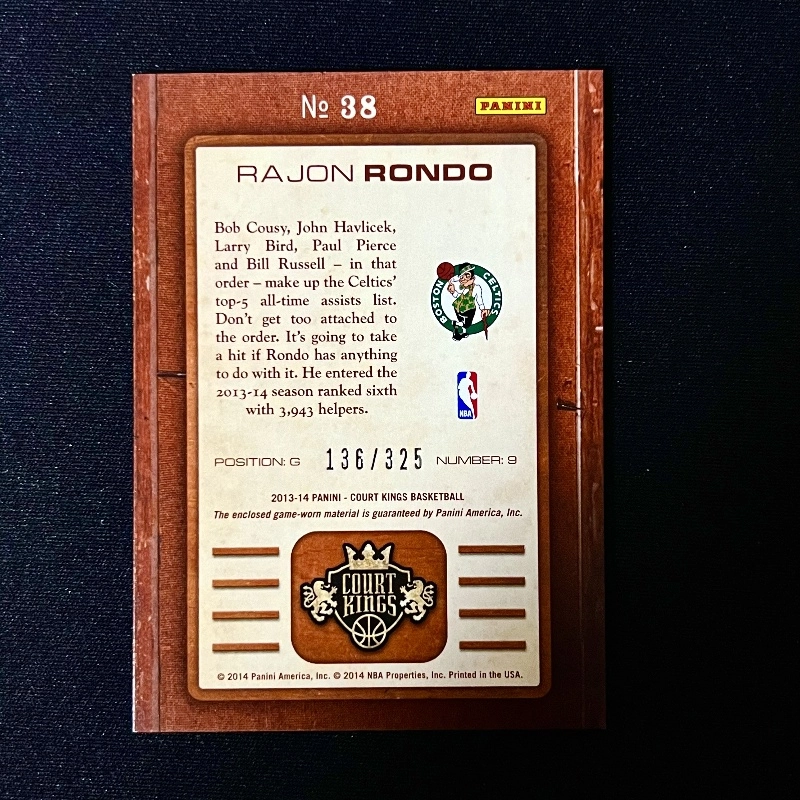 № 38
PANINI
RAJON RONDO
Bob Cousy, John Havlicek,
Larry Bird, Paul Pierce
and Bill Russell – in that
order – make up the Celtics'
top-5 all-time assists list.
Don't get too attached to
the order. It's going to take
a hit if Rondo has anything
to do with it. He entered the
2013-14 season ranked sixth
with 3,943 helpers.
BOSTON CELTICS
NBA
POSITION: G 136/325 NUMBER: 9
2013-14 PANINI - COURT KINGS BASKETBALL
The enclosed game-worn material is guaranteed by Panini America, Inc.
COURT
KINGS
© 2014 Panini America, Inc. © 2014 NBA Properties, Inc. Printed in the USA.